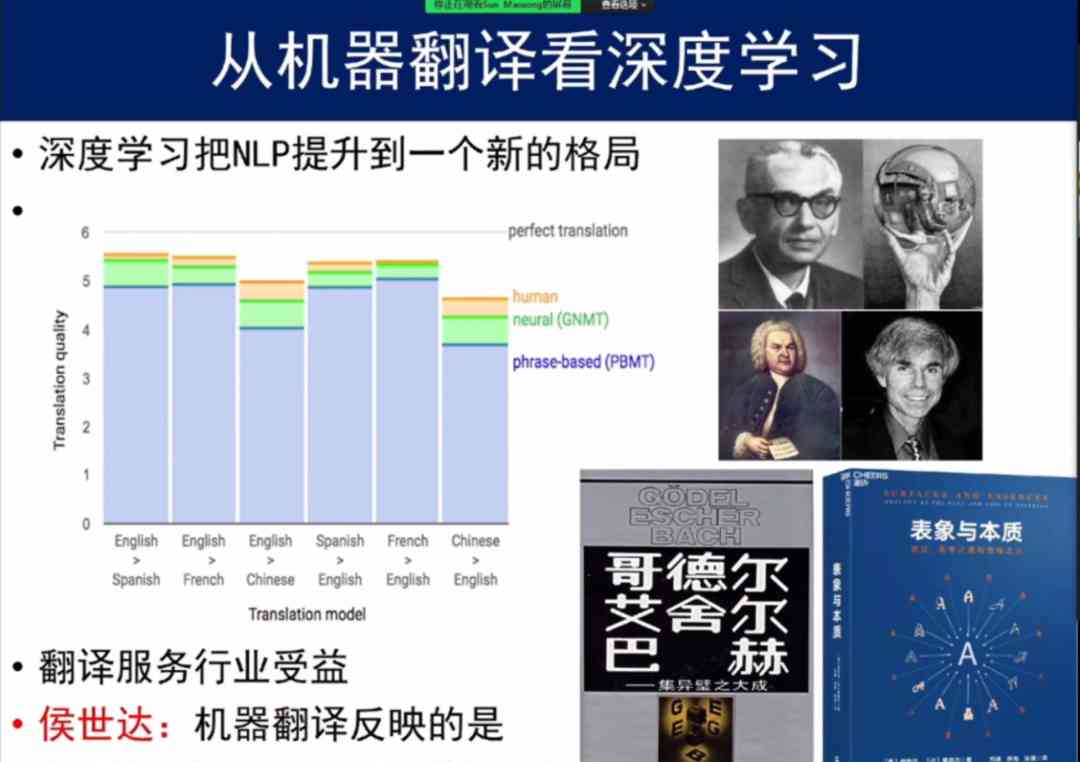 你正在观看Sun Maosong的屏幕
查看选项
从机器翻译看深度学习
• 深度学习把NLP提升到一个新的格局
•
6
5
4
3
2
1
0
Translation quality
perfect translation
human
neural (GNMT)
phrase-based (PBMT)
English > Spanish
English > French
English > Chinese
Spanish > English
French > English
Chinese > English
Translation model
GÖDEL
ESCHER
BACH
哥德尔
艾舍尔
巴赫
——集异璧之大成
G E
E G
CHEERS
SURFACES AND ESSENCES
表象与本质
表象与本质
A
• 翻译服务行业受益
• 侯世达：机器翻译反映的是